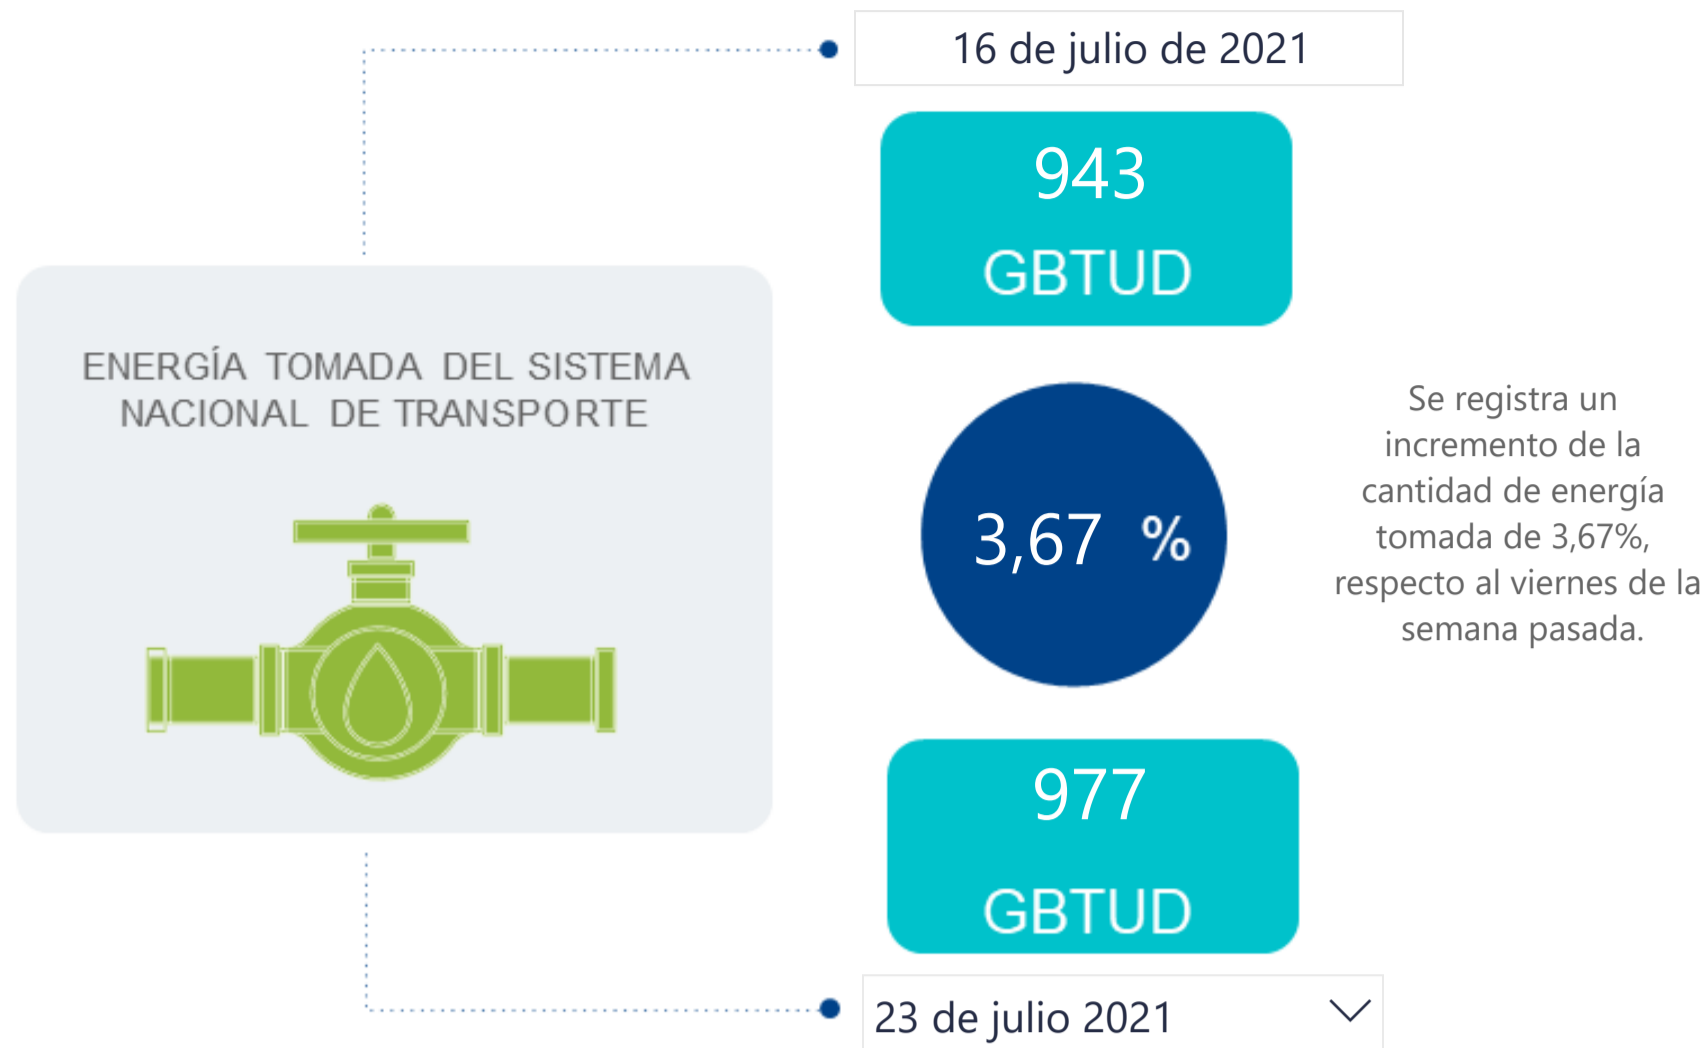 16 de julio de 2021
943
GBTUD
ENERGÍA TOMADA DEL SISTEMA
NACIONAL DE TRANSPORTE
3,67 %
Se registra un
incremento de la
cantidad de energía
tomada de 3,67%,
respecto al viernes de la
semana pasada.
977
GBTUD
23 de julio 2021